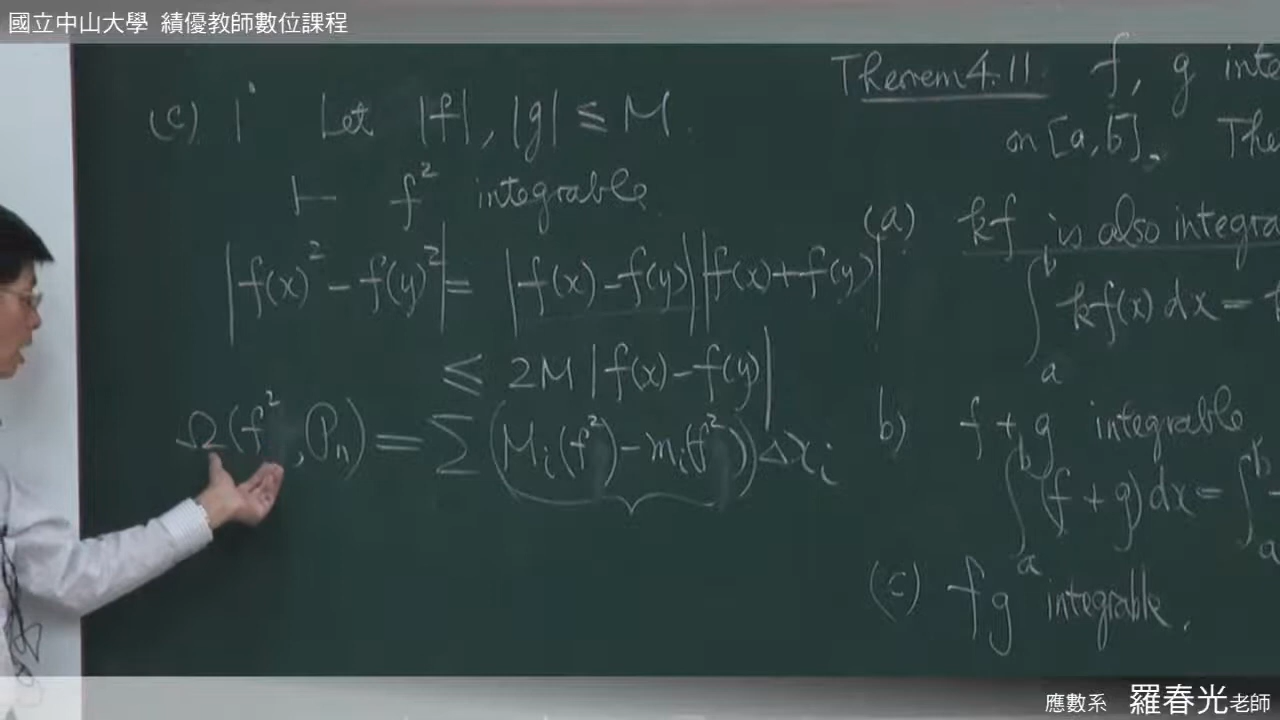 國立中山大學 績優教師數位課程
(c) 1° Let |f|, |g| ≤ M.
⊢ f² integrable
|f(x)² - f(y)²| = |f(x) - f(y)||f(x) + f(y)|
≤ 2M |f(x) - f(y)|
Ω(f², Pₙ) = ∑(Mᵢ(f²) - mᵢ(f²))Δxᵢ
Theorem 4.11. f, g inte
on [a, b]. The
(a) kf is also integra
∫ₐᵇ kf(x) dx =
b) f + g integrable
∫ₐᵇ (f + g) dx = ∫ₐᵇ
(c) fg integrable.
應數系 羅春光老師